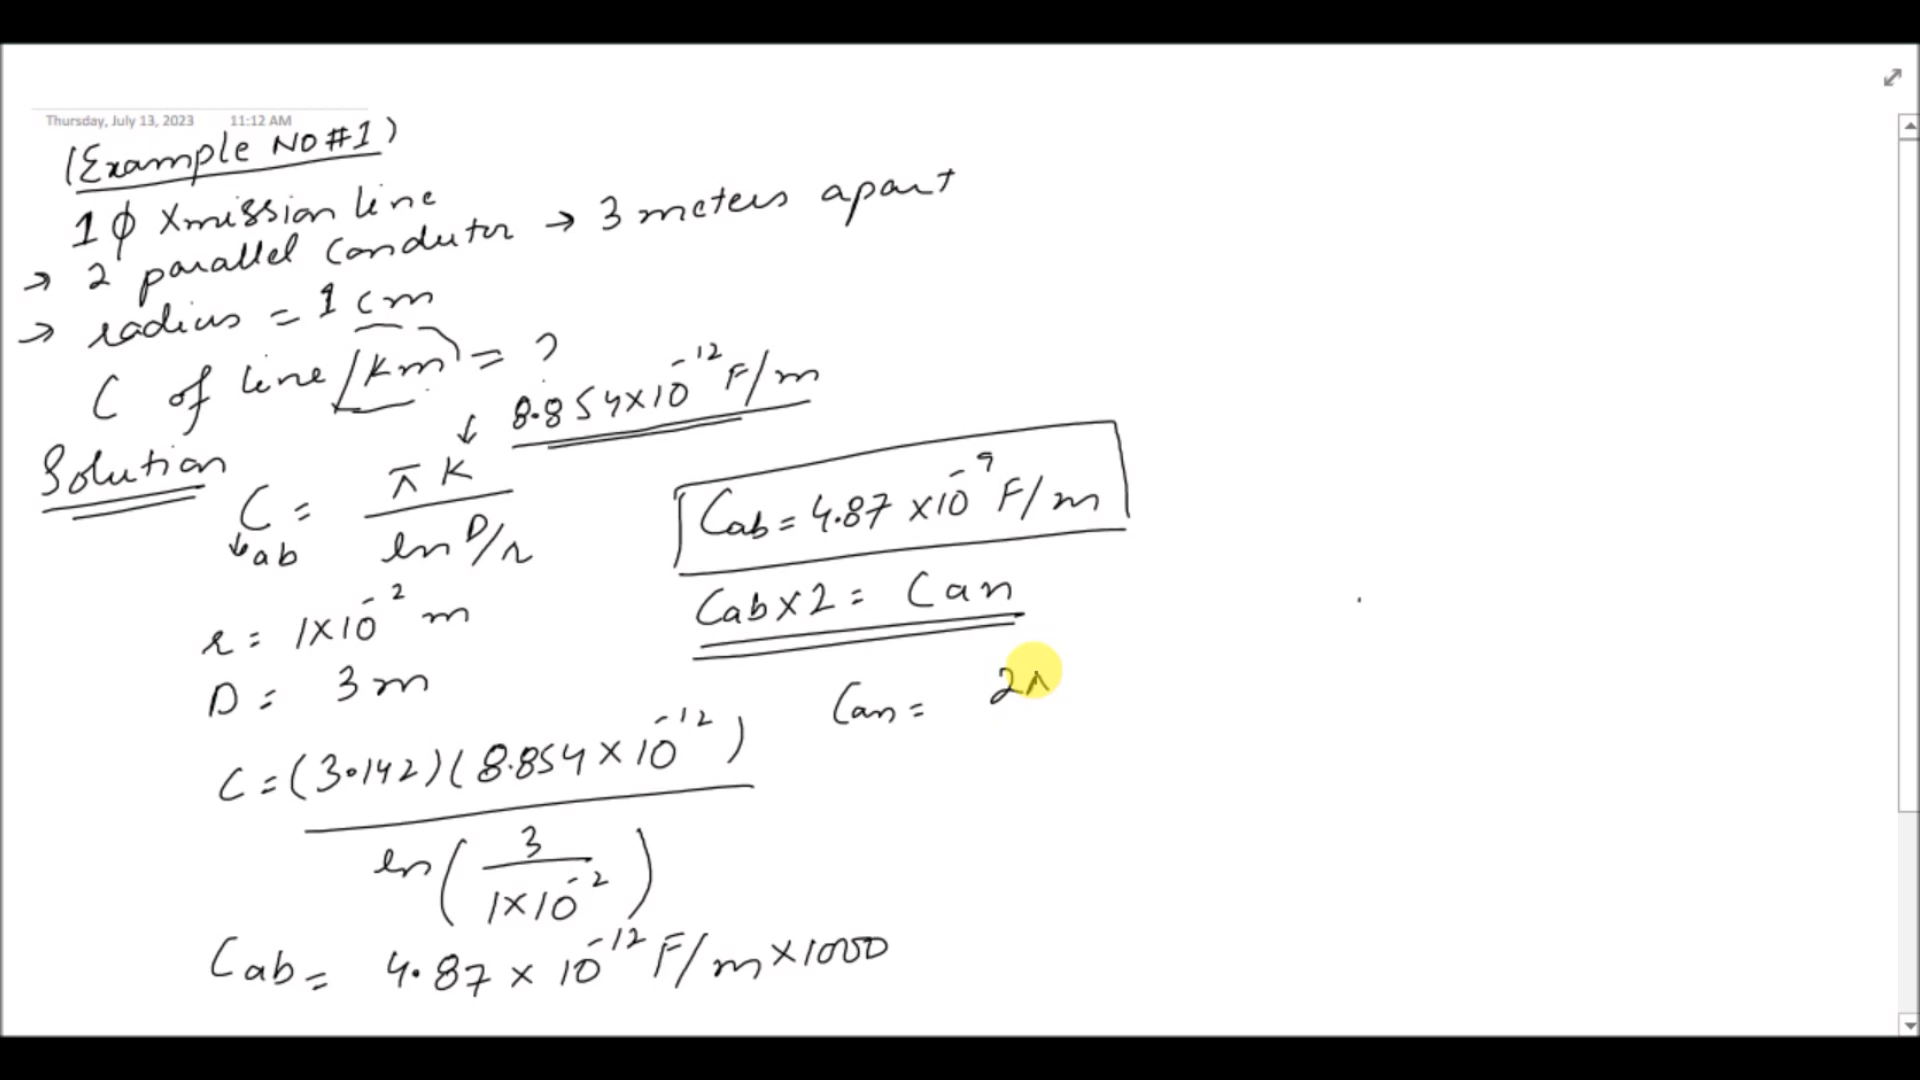 Thursday, July 13, 2023 11:12 AM
(Example NO#1)
1ϕ Xmission line
→ 2 parallel Condutor → 3 meters apart
→ radius = 1 cm
C of line /km = ?
↓ 8.854×10⁻¹² F/m
Solution
C = πK / ln D/r
↓ab
r = 1×10⁻² m
D = 3 m
C = (3.142)(8.854×10⁻¹²) / ln(3 / 1×10⁻²)
Cab = 4.87 × 10⁻¹² F/m ×1000
Cab = 4.87 ×10⁻⁹ F/m
Cab×2 = Can
Can = 2